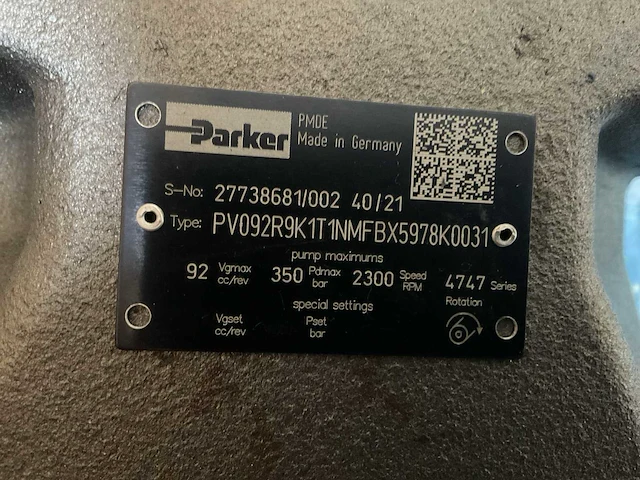 Parker
PMDE
Made in Germany
S-No: 27738681/002 40/21
Type: PV092R9K1T1NMFBX5978K0031
pump maximums
92 Vgmax cc/rev 350 Pdmax bar 2300 Speed RPM 4747 Series
Rotation
special settings
Vgset cc/rev Pset bar